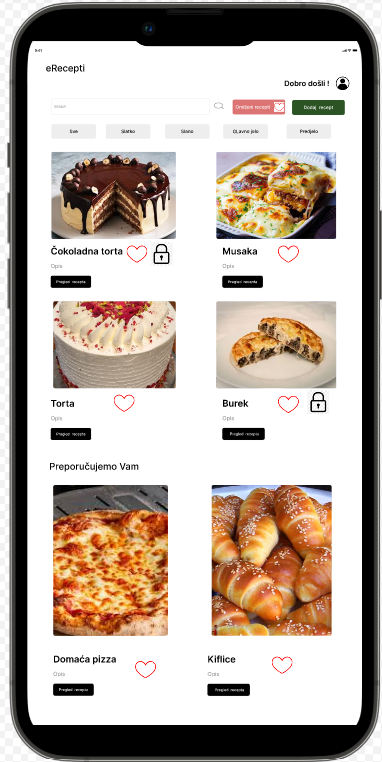 9:41
eRecepti
Dobro došli !
Omiljeni recepti
Dodaj recept
Sve
Slatko
Slano
Glavno jelo
Predjelo
Čokoladna torta
Opis
Pregled recepta
Musaka
Opis
Pregled recepta
Torta
Opis
Pregled recepta
Burek
Opis
Pregled recepta
Preporučujemo Vam
Domaća pizza
Opis
Pregled recepta
Kiflice
Opis
Pregled recepta